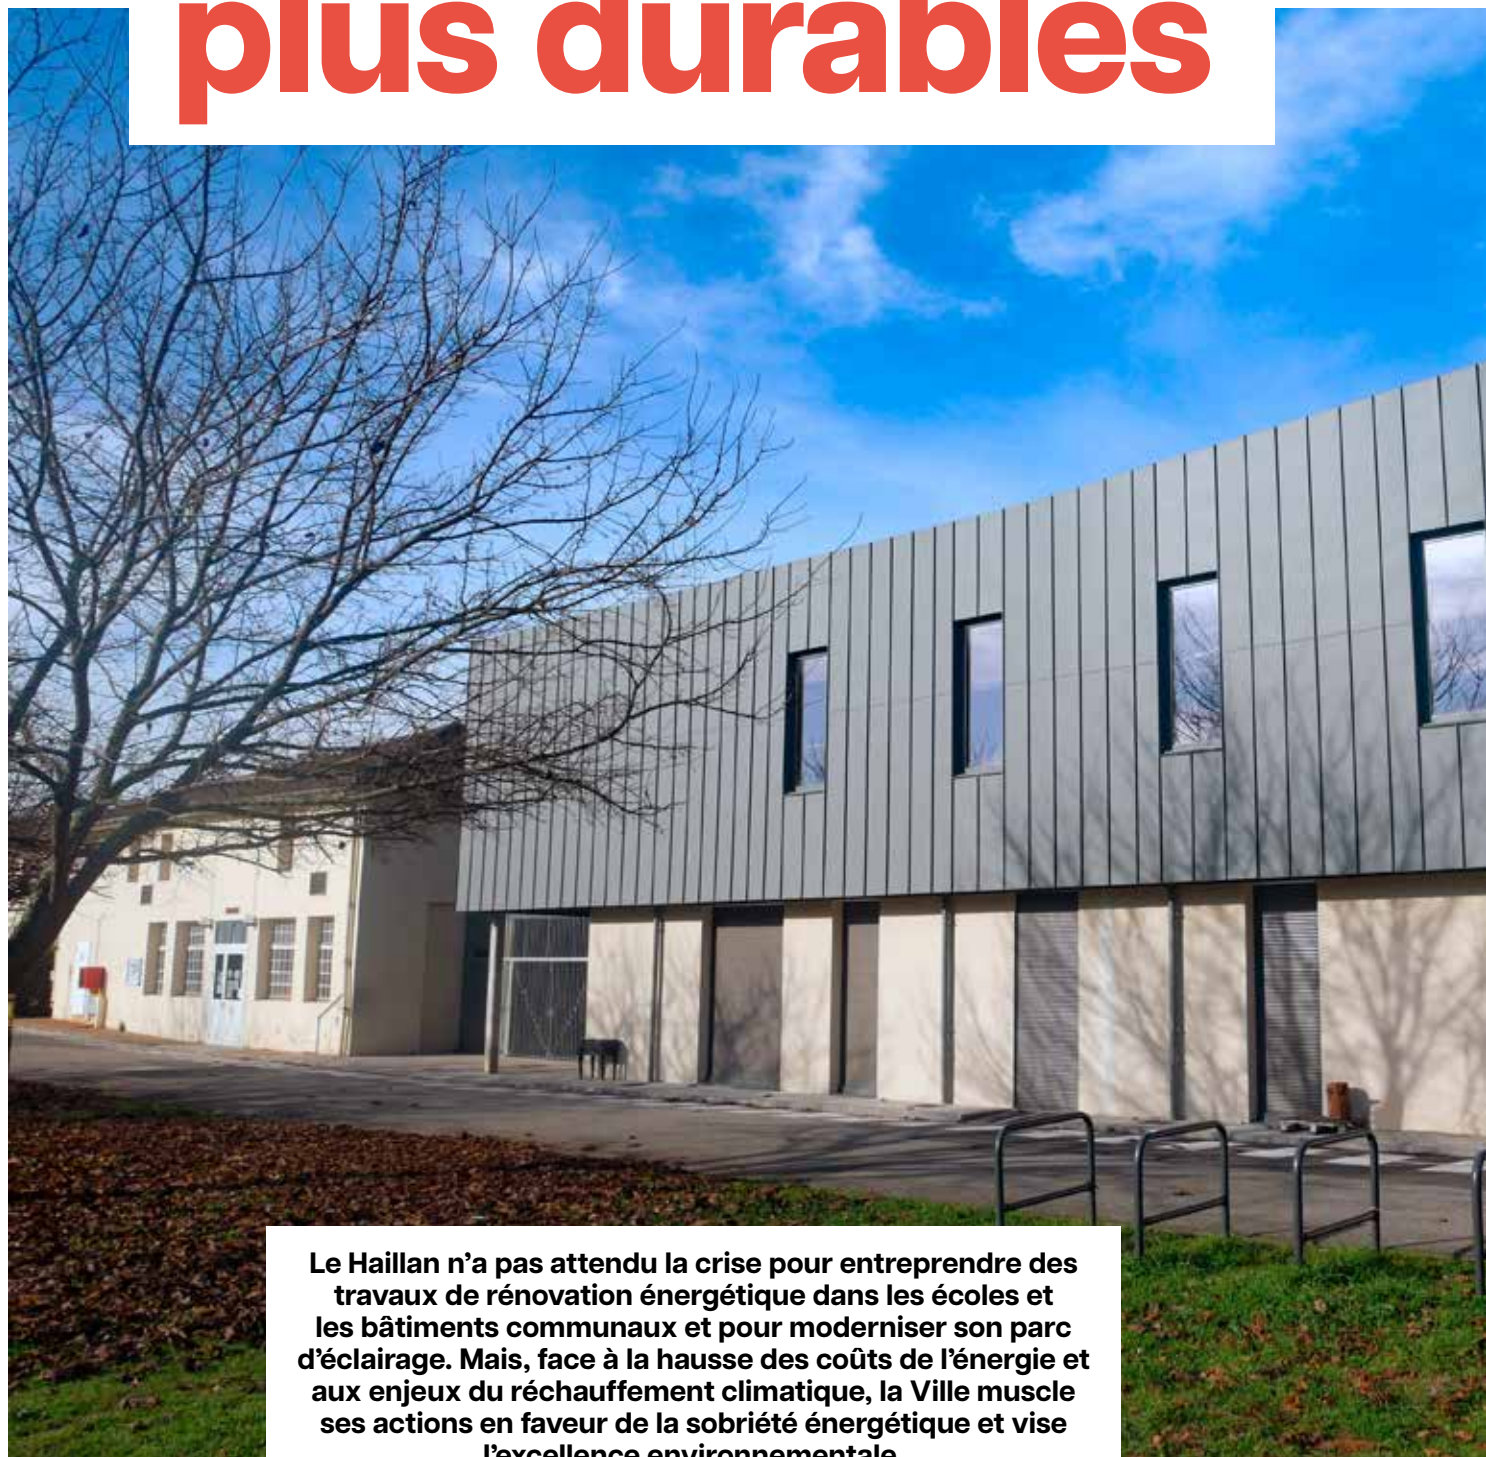 plus durables
Le Haillan n’a pas attendu la crise pour entreprendre des
travaux de rénovation énergétique dans les écoles et
les bâtiments communaux et pour moderniser son parc
d’éclairage. Mais, face à la hausse des coûts de l’énergie et
aux enjeux du réchauffement climatique, la Ville muscle
ses actions en faveur de la sobriété énergétique et vise
l’excellence environnementale